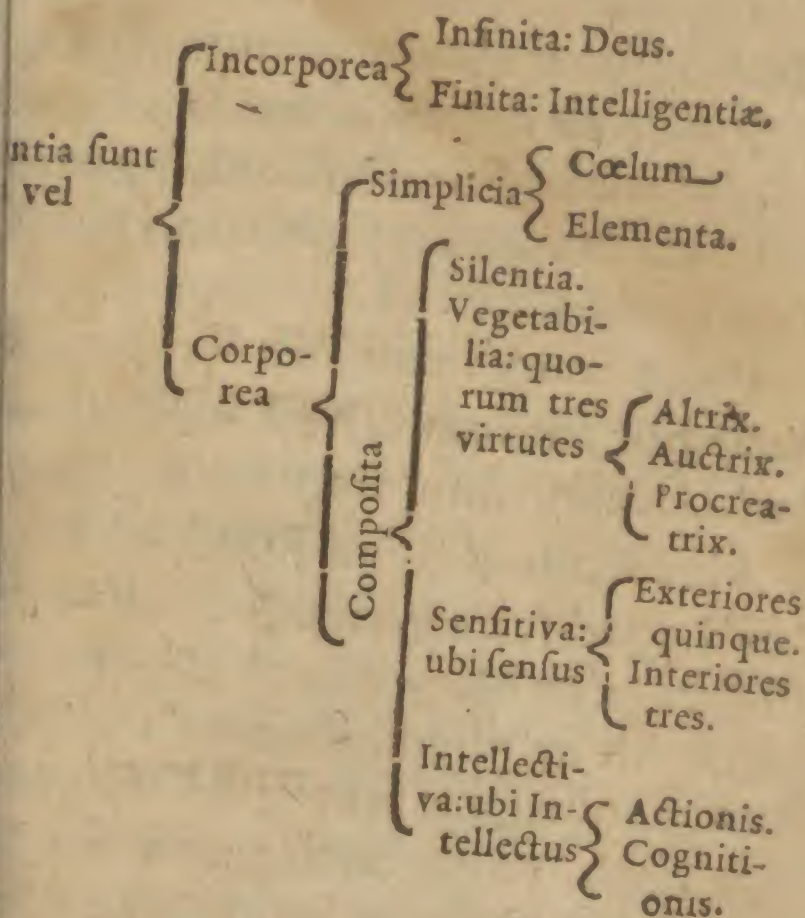 Incorporea
Infinita: Deus.
Finita: Intelligentiæ.
ntia ſunt
vel
Corpo-
rea
Simplicia
Cœlum
Elementa.
Compoſita
Silentia.
Vegetabi-
lia: quo-
rum tres
virtutes
Altrix.
Auctrix.
Procrea-
trix.
Senſitiva:
ubi ſenſus
Exteriores
quinque.
Interiores
tres.
Intellecti-
va:ubi In-
tellectus
Actionis.
Cogniti-
onis.